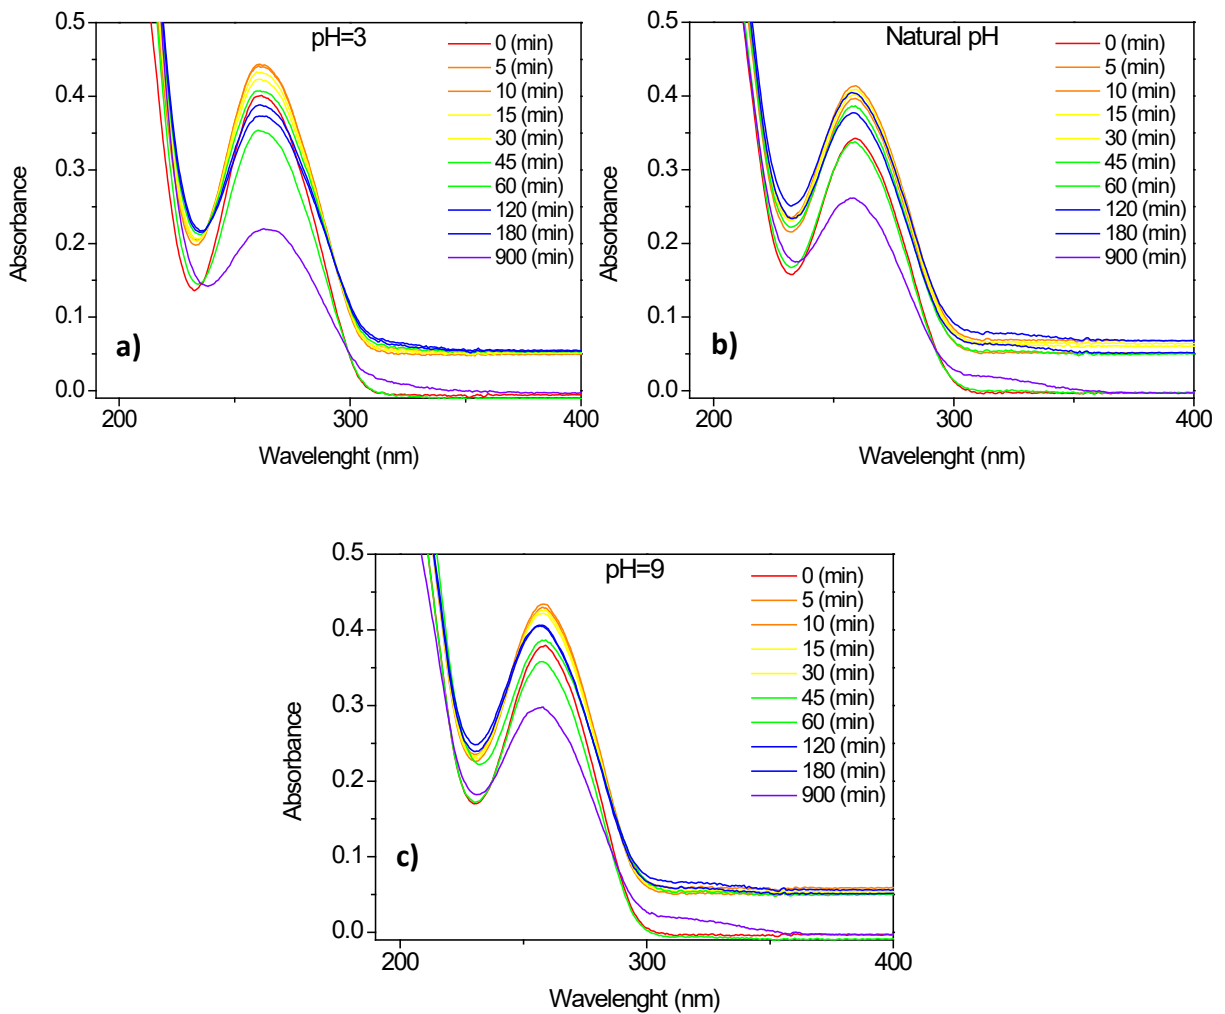 pH=3
0.5
0.4
0.3
0.2
0.1
0.0
Absorbance
0 (min)
5 (min)
10 (min)
15 (min)
30 (min)
45 (min)
60 (min)
120 (min)
180 (min)
900 (min)
a)
200
300
400
Wavelenght (nm)
Natural pH
0.5
0.4
0.3
0.2
0.1
0.0
Absorbance
0 (min)
5 (min)
10 (min)
15 (min)
30 (min)
45 (min)
60 (min)
120 (min)
180 (min)
900 (min)
b)
200
300
400
Wavelenght (nm)
pH=9
0.5
0.4
0.3
0.2
0.1
0.0
Absorbance
0 (min)
5 (min)
10 (min)
15 (min)
30 (min)
45 (min)
60 (min)
120 (min)
180 (min)
900 (min)
c)
200
300
400
Wavelenght (nm)